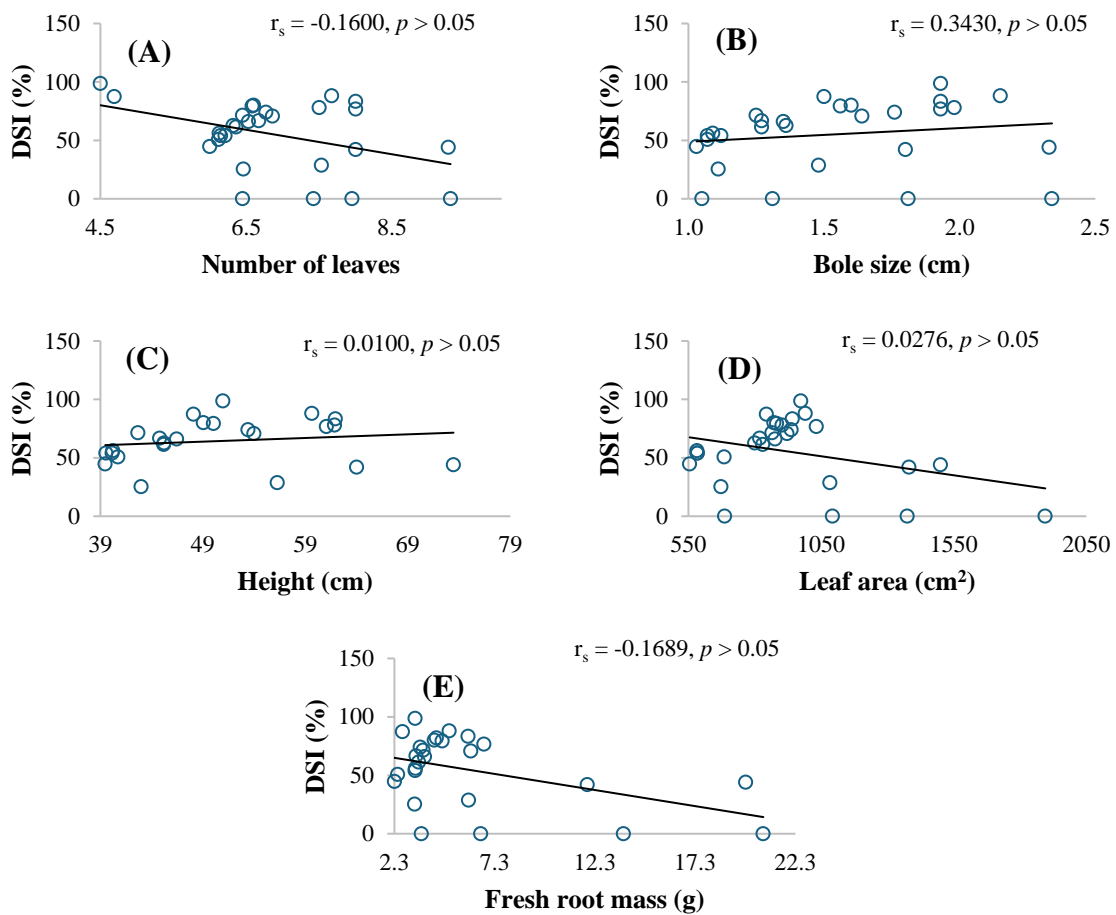 r_s = -0.1600, p > 0.05
(A)
DSI (%)
150
100
50
0
4.5 6.5 8.5
Number of leaves
r_s = 0.3430, p > 0.05
(B)
DSI (%)
150
100
50
0
1.0 1.5 2.0 2.5
Bole size (cm)
r_s = 0.0100, p > 0.05
(C)
DSI (%)
150
100
50
0
39 49 59 69 79
Height (cm)
r_s = 0.0276, p > 0.05
(D)
DSI (%)
150
100
50
0
550 1050 1550 2050
Leaf area (cm²)
r_s = -0.1689, p > 0.05
(E)
DSI (%)
150
100
50
0
2.3 7.3 12.3 17.3 22.3
Fresh root mass (g)